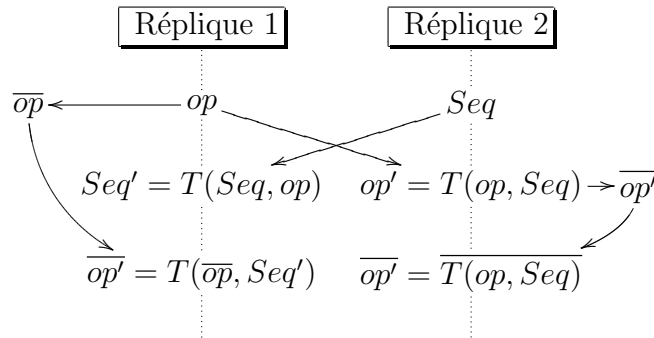 Réplique 1 Réplique 2
$\overline{op}$ $op$ $Seq$
$Seq' = T(Seq, op)$ $op' = T(op, Seq)$ $\overline{op'}$
$\overline{op'} = T(\overline{op}, Seq')$ $\overline{op'} = \overline{T(op, Seq)}$